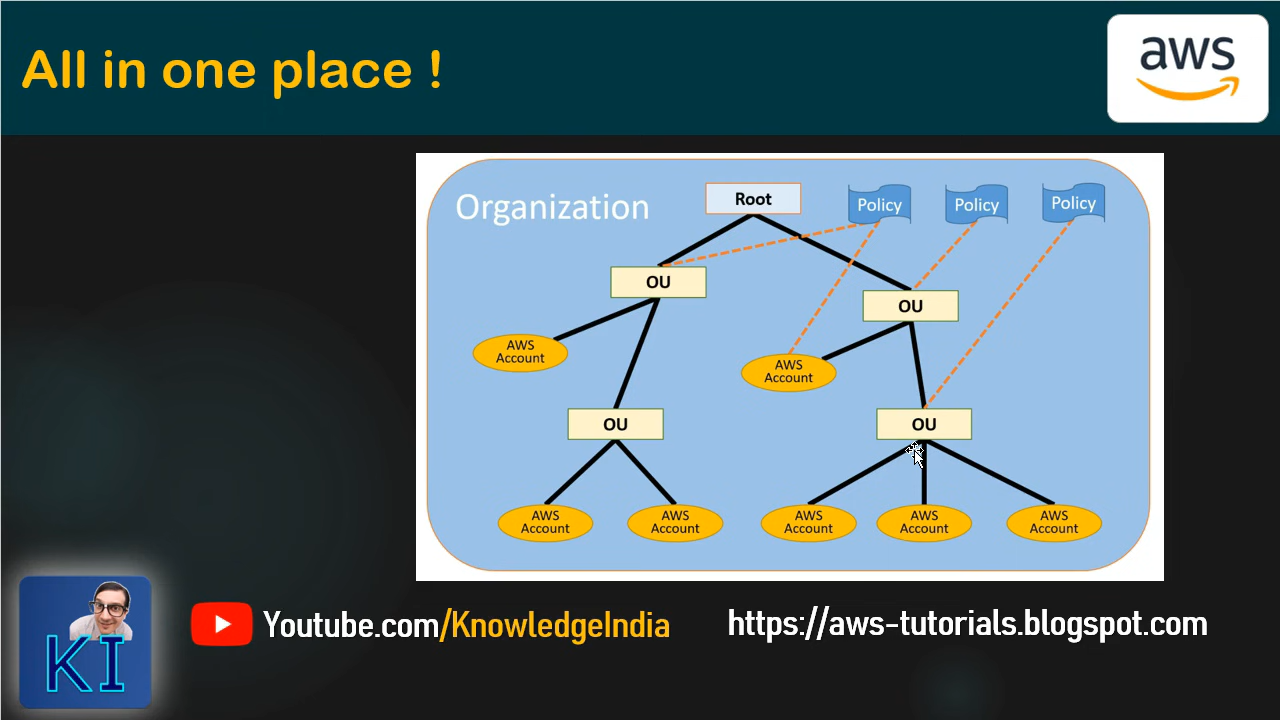 All in one place !
aws
Organization
Root
Policy
Policy
Policy
OU
OU
AWS
Account
AWS
Account
OU
OU
AWS
Account
AWS
Account
AWS
Account
AWS
Account
AWS
Account
KI
Youtube.com/KnowledgeIndia
https://aws-tutorials.blogspot.com